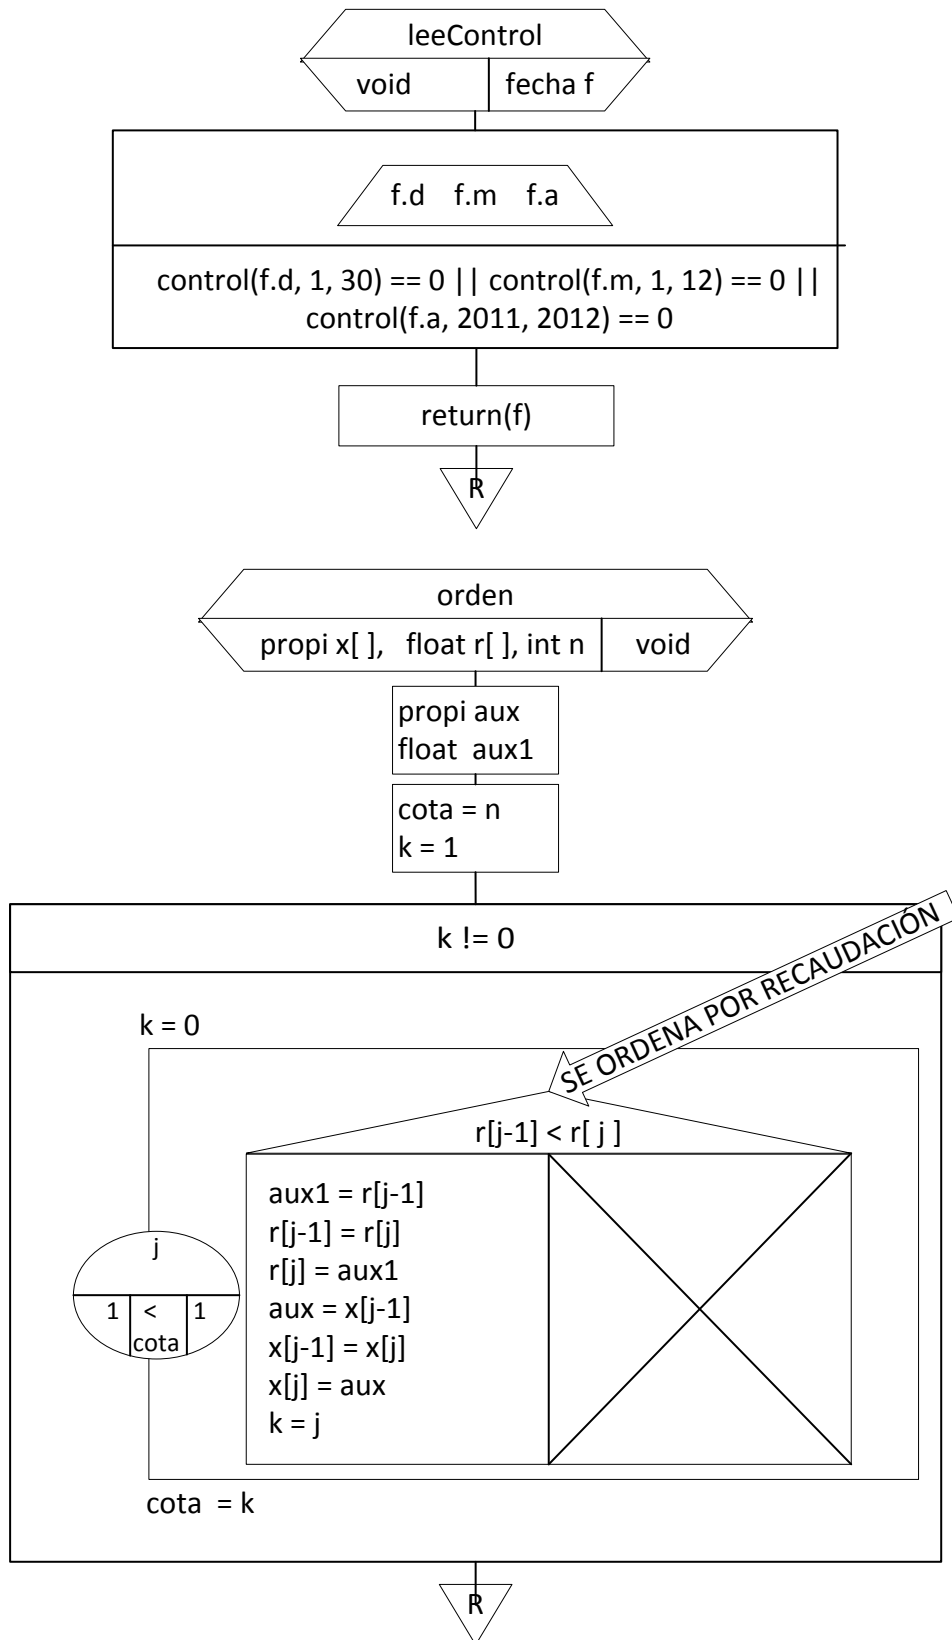 leeControl
void fecha f
f.d f.m f.a
control(f.d, 1, 30) == 0 || control(f.m, 1, 12) == 0 ||
control(f.a, 2011, 2012) == 0
return(f)
R
orden
propi x[ ], float r[ ], int n void
propi aux
float aux1
cota = n
k = 1
k != 0
SE ORDENA POR RECAUDACIÓN
k = 0
r[j-1] < r[ j ]
aux1 = r[j-1]
r[j-1] = r[j]
r[j] = aux1
aux = x[j-1]
x[j-1] = x[j]
x[j] = aux
k = j
j
1 < 1
cota
cota = k
R